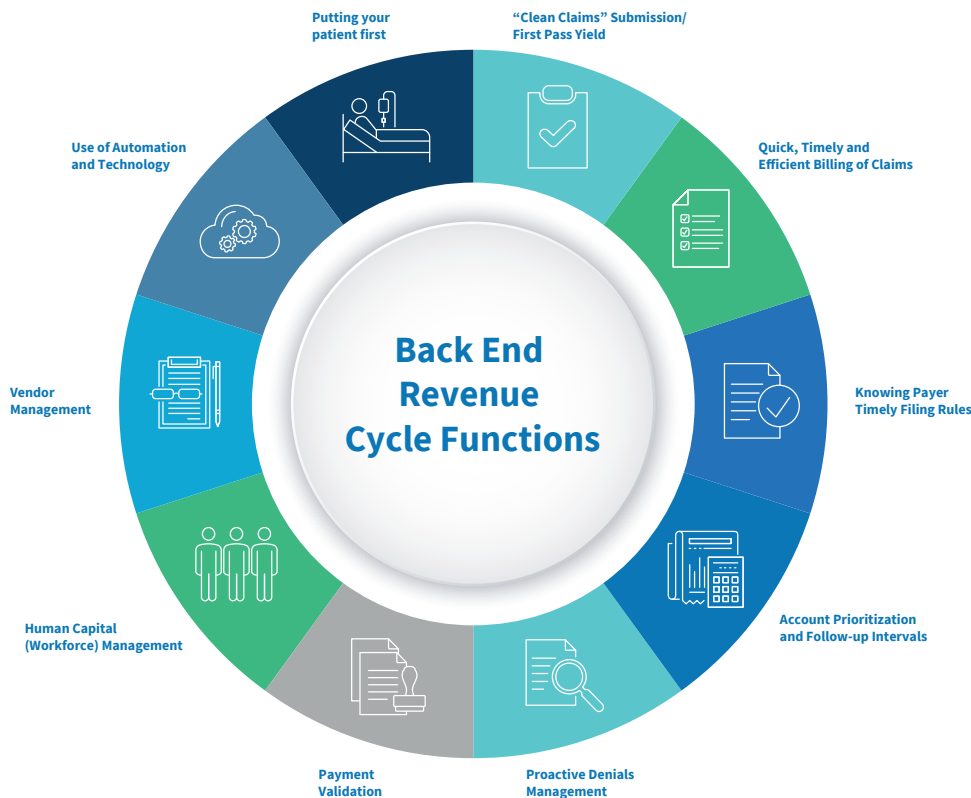 Putting your
patient first
“Clean Claims” Submission/
First Pass Yield
Use of Automation
and Technology
Quick, Timely and
Efficient Billing of Claims
Back End
Revenue
Cycle Functions
Vendor
Management
Knowing Payer
Timely Filing Rules
Human Capital
(Workforce) Management
Account Prioritization
and Follow-up Intervals
Payment
Validation
Proactive Denials
Management